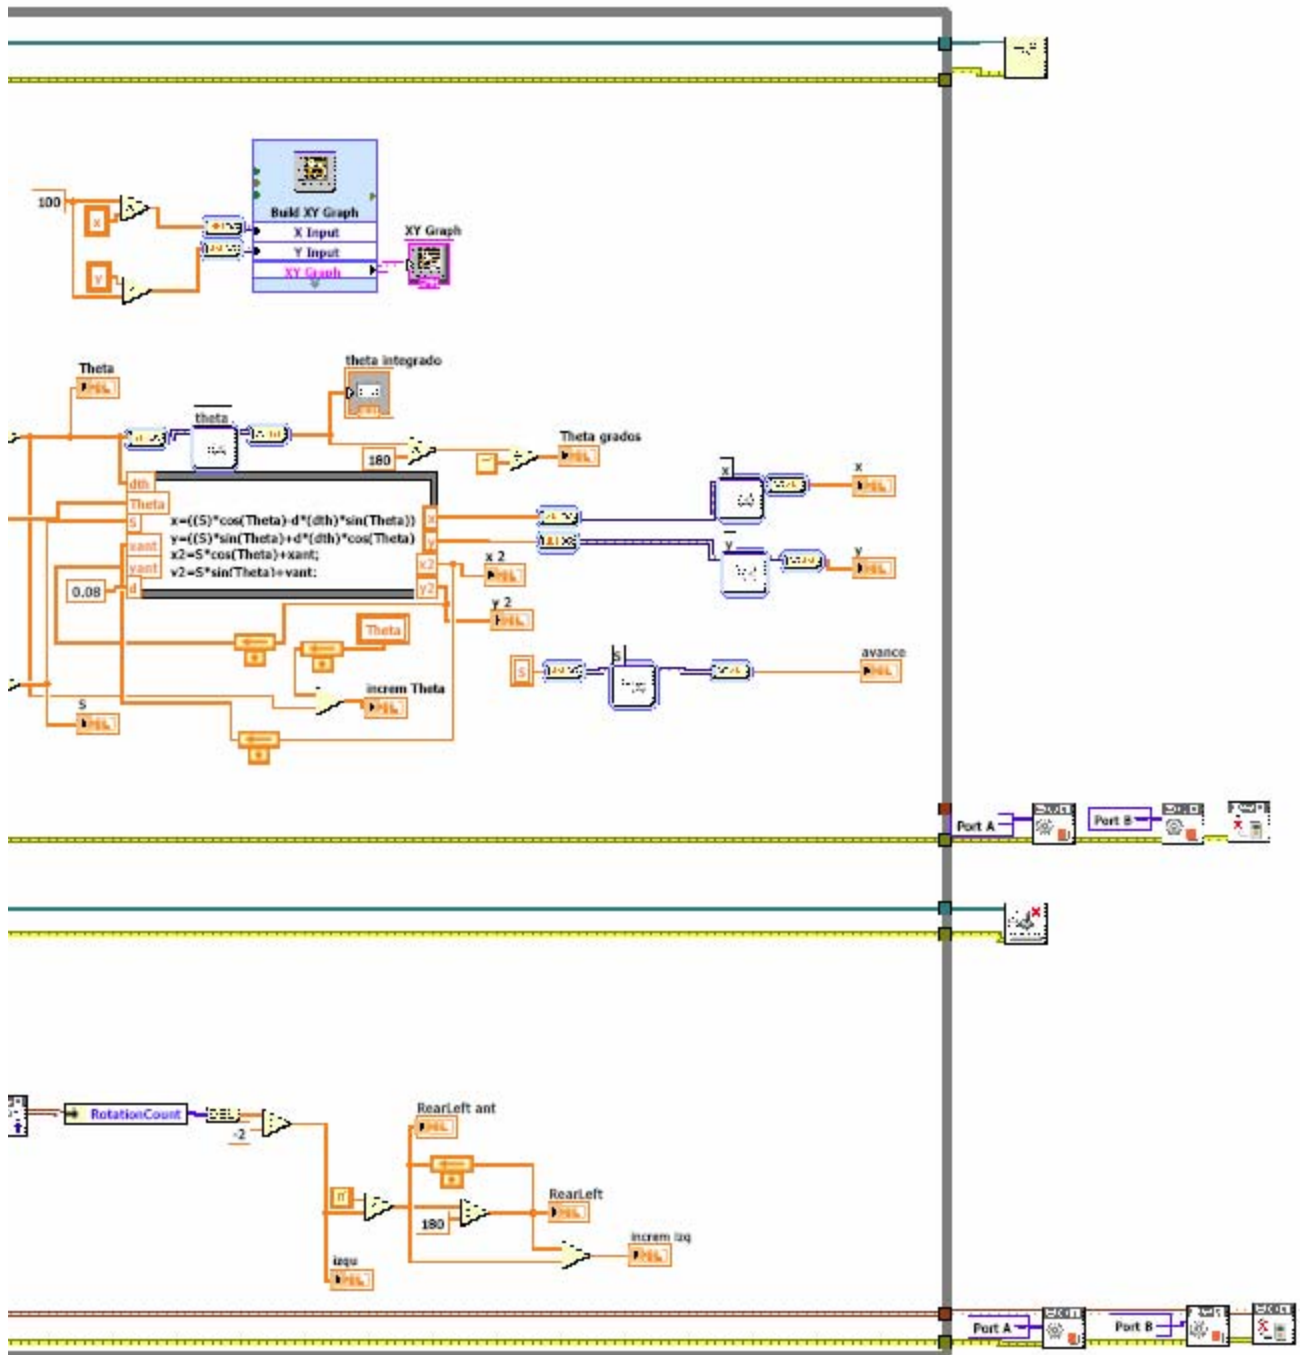 100
x
y
Build XY Graph
X Input
Y Input
XY Graph
XY Graph
Theta
theta integrado
theta
180
Theta grados
dth
Theta
S
xant
yant
d
0.08
x=((S)*cos(Theta)-d*(dth)*sin(Theta))
y=((S)*sin(Theta)+d*(dth)*cos(Theta)
x2=S*cos(Theta)+xant;
y2=S*sin(Theta)+yant;
x
y
x2
y2
x 2
y 2
x
x
y
y
Theta
increm Theta
S
S
S
avance
Port A
Port B
RotationCount
DBL
-2
RearLeft ant
180
RearLeft
increm izq
izqu
Port A
Port B